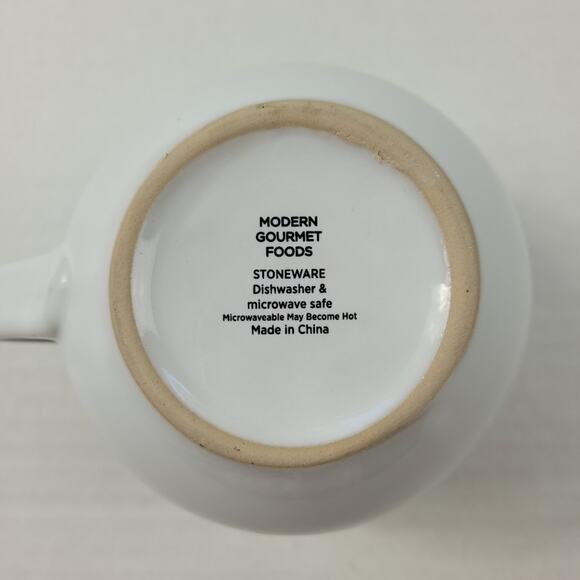 MODERN
GOURMET
FOODS
STONEWARE
Dishwasher &
microwave safe
Microwaveable May Become Hot
Made in China